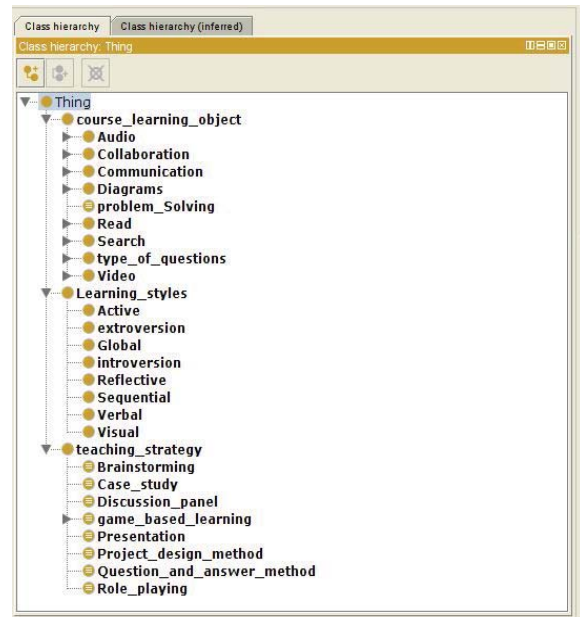 Class hierarchy Class hierarchy (inferred)
Class hierarchy: Thing
Thing
course_learning_object
Audio
Collaboration
Communication
Diagrams
problem_Solving
Read
Search
type_of_questions
Video
Learning_styles
Active
extroversion
Global
introversion
Reflective
Sequential
Verbal
Visual
teaching_strategy
Brainstorming
Case_study
Discussion_panel
game_based_learning
Presentation
Project_design_method
Question_and_answer_method
Role_playing